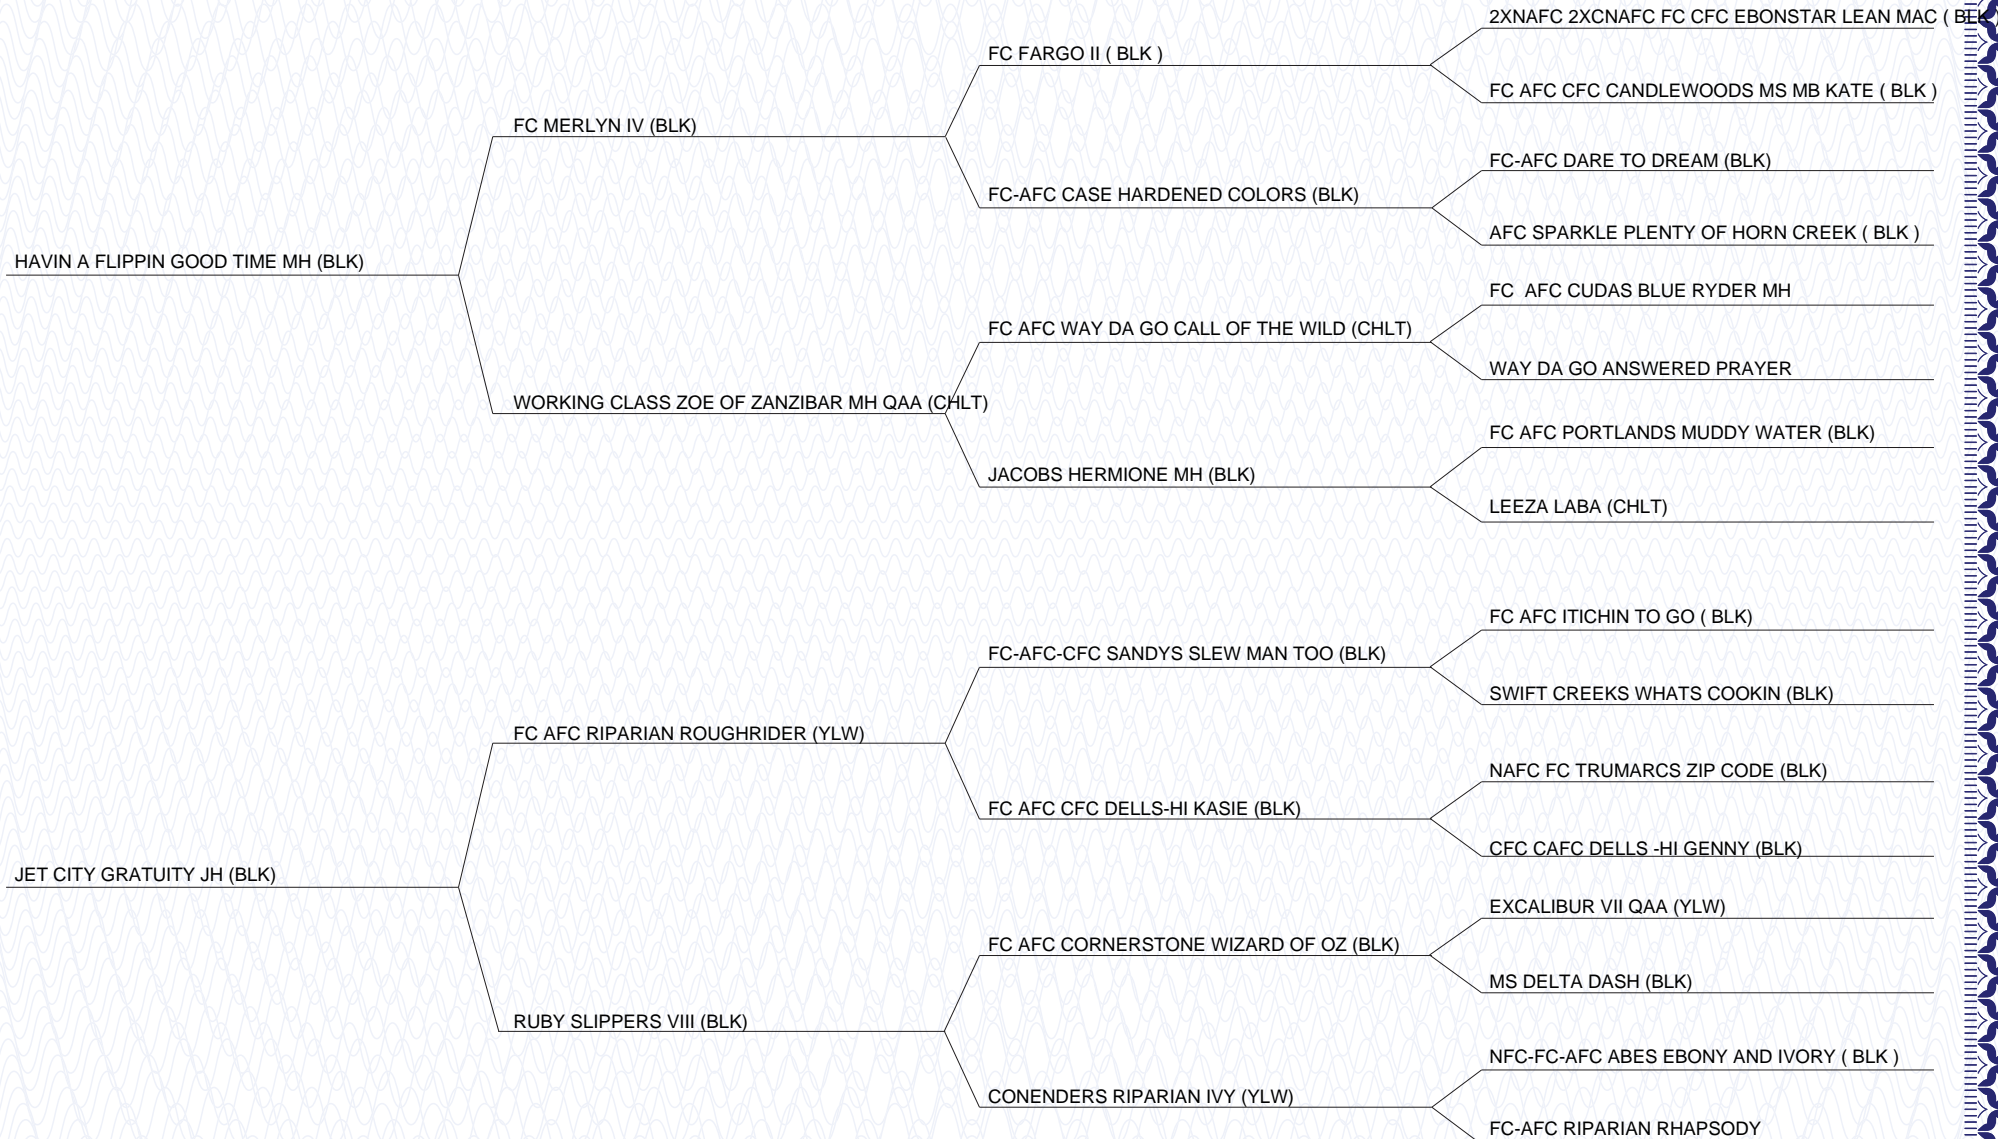 2XNAFC 2XCNAFC FC CFC EBONSTAR LEAN MAC ( BLK
FC FARGO II ( BLK )
FC AFC CFC CANDLEWOODS MS MB KATE ( BLK )
FC MERLYN IV (BLK)
FC-AFC DARE TO DREAM (BLK)
FC-AFC CASE HARDENED COLORS (BLK)
AFC SPARKLE PLENTY OF HORN CREEK ( BLK )
HAVIN A FLIPPIN GOOD TIME MH (BLK)
FC  AFC CUDAS BLUE RYDER MH
FC AFC WAY DA GO CALL OF THE WILD (CHLT)
WAY DA GO ANSWERED PRAYER
WORKING CLASS ZOE OF ZANZIBAR MH QAA (CHLT)
FC AFC PORTLANDS MUDDY WATER (BLK)
JACOBS HERMIONE MH (BLK)
LEEZA LABA (CHLT)
FC AFC ITICHIN TO GO ( BLK)
FC-AFC-CFC SANDYS SLEW MAN TOO (BLK)
SWIFT CREEKS WHATS COOKIN (BLK)
FC AFC RIPARIAN ROUGHRIDER (YLW)
NAFC FC TRUMARCS ZIP CODE (BLK)
FC AFC CFC DELLS-HI KASIE (BLK)
CFC CAFC DELLS -HI GENNY (BLK)
JET CITY GRATUITY JH (BLK)
EXCALIBUR VII QAA (YLW)
FC AFC CORNERSTONE WIZARD OF OZ (BLK)
MS DELTA DASH (BLK)
RUBY SLIPPERS VIII (BLK)
NFC-FC-AFC ABES EBONY AND IVORY ( BLK )
CONENDERS RIPARIAN IVY (YLW)
FC-AFC RIPARIAN RHAPSODY